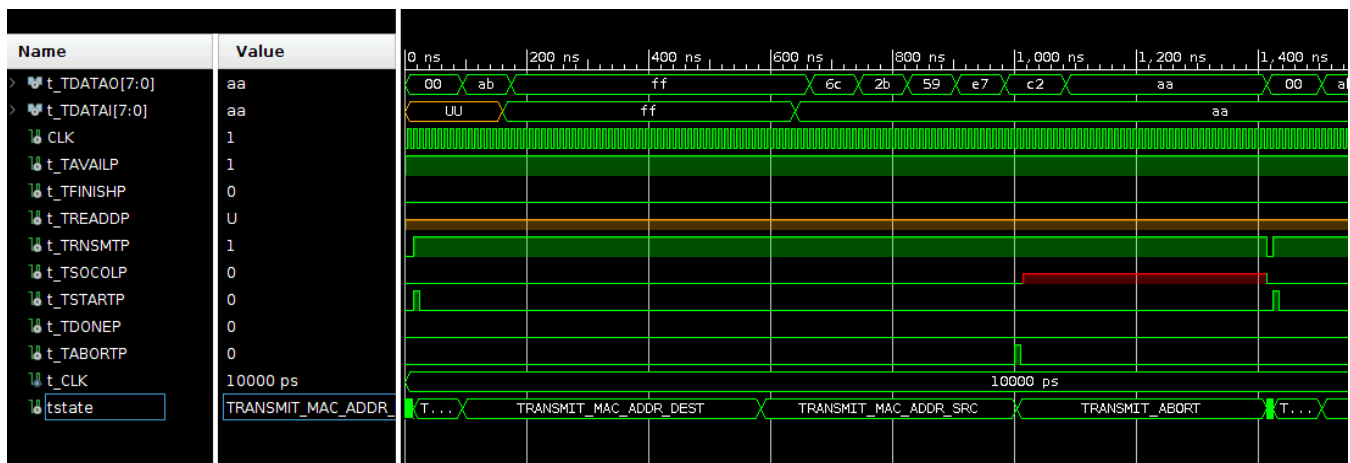 Name Value
0 ns 200 ns 400 ns 600 ns 800 ns 1,000 ns 1,200 ns 1,400 ns
t_TDATAO[7:0] aa 00 ab ff 6c 2b 59 e7 c2 aa 00
t_TDATAI[7:0] aa UU ff aa
CLK 1
t_TAVAILP 1
t_TFINISHP 0
t_TREADDP U
t_TRNSMTP 1
t_TSOCOLP 0
t_TSTARTP 0
t_TDONEP 0
t_TABORTP 0
t_CLK 10000 ps 10000 ps
tstate TRANSMIT_MAC_ADDR_ T... TRANSMIT_MAC_ADDR_DEST TRANSMIT_MAC_ADDR_SRC TRANSMIT_ABORT T...